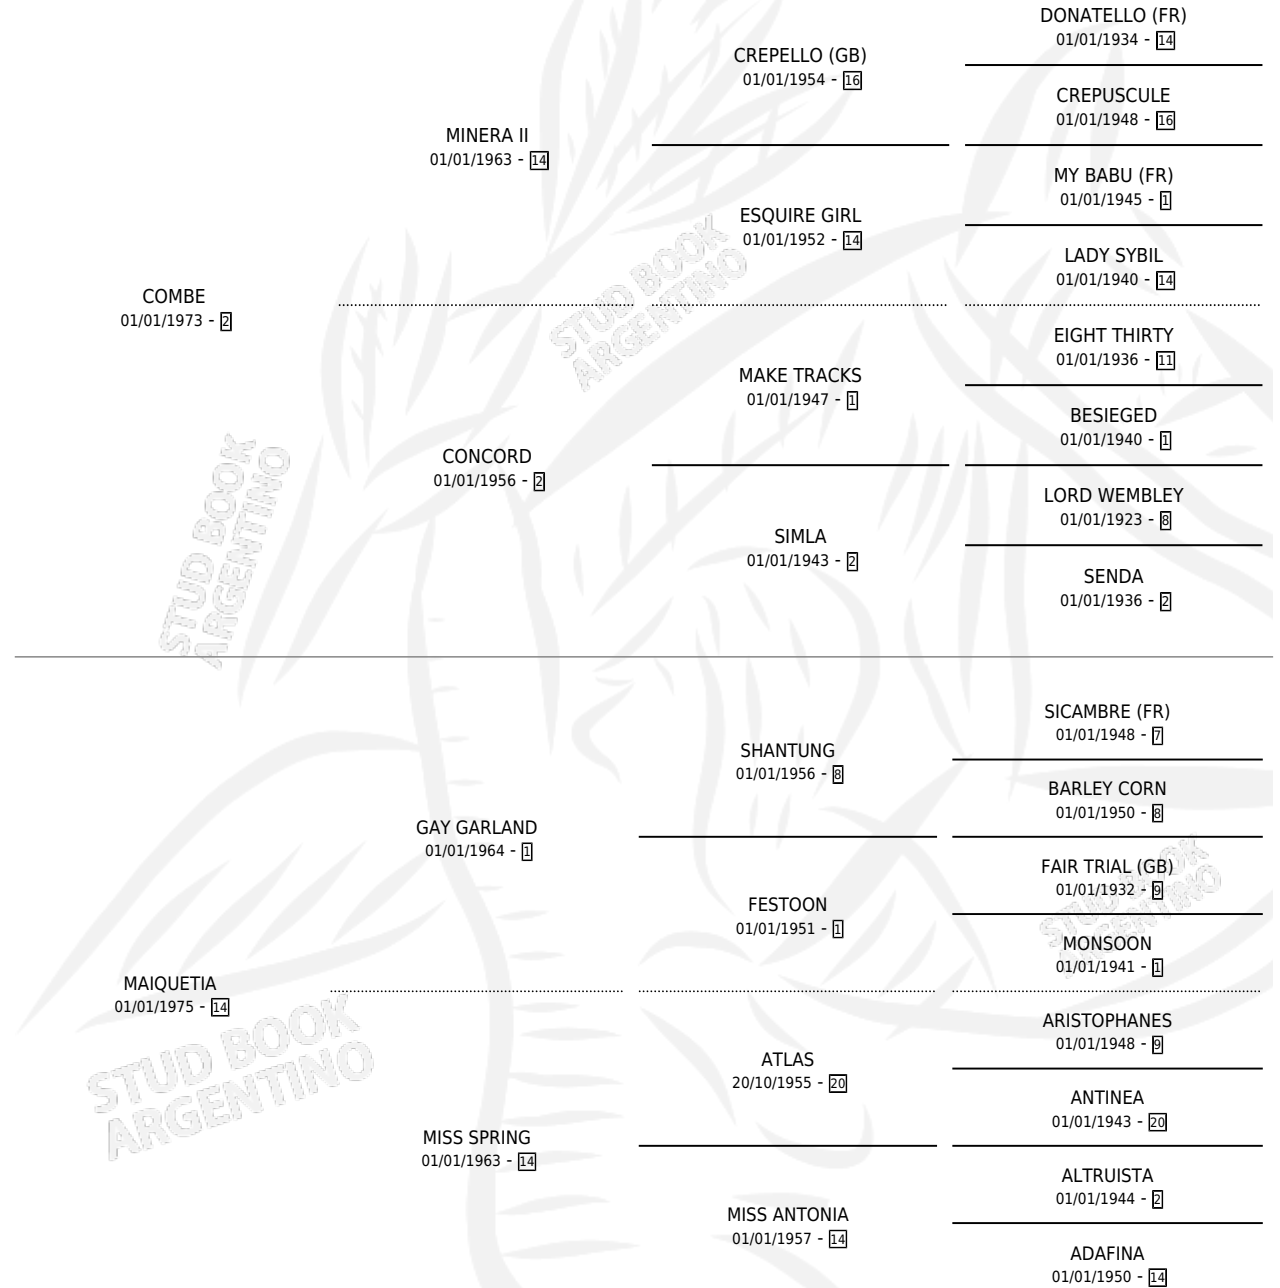 DONATELLO (FR)
01/01/1934 - 14
CREPELLO (GB)
01/01/1954 - 16
CREPUSCULE
01/01/1948 - 16
MINERA II
01/01/1963 - 14
MY BABU (FR)
01/01/1945 - 1
ESQUIRE GIRL
01/01/1952 - 14
LADY SYBIL
01/01/1940 - 14
COMBE
01/01/1973 - 2
STUD BOOK
ARGENTINO
EIGHT THIRTY
01/01/1936 - 11
MAKE TRACKS
01/01/1947 - 1
BESIEGED
01/01/1940 - 1
CONCORD
01/01/1956 - 2
LORD WEMBLEY
01/01/1923 - 8
SIMLA
01/01/1943 - 2
SENDA
01/01/1936 - 2
STUD BOOK
ARGENTINO
SICAMBRE (FR)
01/01/1948 - 7
SHANTUNG
01/01/1956 - 8
BARLEY CORN
01/01/1950 - 8
GAY GARLAND
01/01/1964 - 1
FAIR TRIAL (GB)
01/01/1932 - 9
FESTOON
01/01/1951 - 1
STUD BOOK
ARGENTINO
MONSOON
01/01/1941 - 1
MAIQUETIA
01/01/1975 - 14
STUD BOOK
ARGENTINO
ARISTOPHANES
01/01/1948 - 9
ATLAS
20/10/1955 - 20
ANTINEA
01/01/1943 - 20
MISS SPRING
01/01/1963 - 14
ALTRUISTA
01/01/1944 - 2
MISS ANTONIA
01/01/1957 - 14
ADAFINA
01/01/1950 - 14